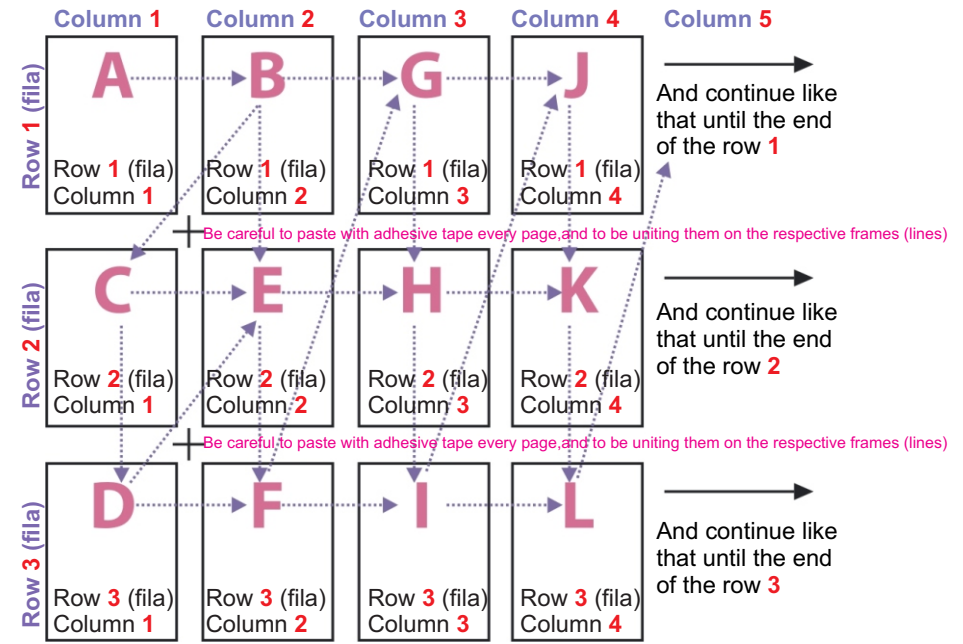 Column 1 Column 2 Column 3 Column 4 Column 5
Row 1 (fila)
A B G J
And continue like
that until the end
of the row 1
Row 1 (fila) Row 1 (fila) Row 1 (fila) Row 1 (fila)
Column 1 Column 2 Column 3 Column 4
Be careful to paste with adhesive tape every page,and to be uniting them on the respective frames (lines)
Row 2 (fila)
C E H K
And continue like
that until the end
of the row 2
Row 2 (fila) Row 2 (fila) Row 2 (fila) Row 2 (fila)
Column 1 Column 2 Column 3 Column 4
Be careful to paste with adhesive tape every page,and to be uniting them on the respective frames (lines)
Row 3 (fila)
D F I L
And continue like
that until the end
of the row 3
Row 3 (fila) Row 3 (fila) Row 3 (fila) Row 3 (fila)
Column 1 Column 2 Column 3 Column 4